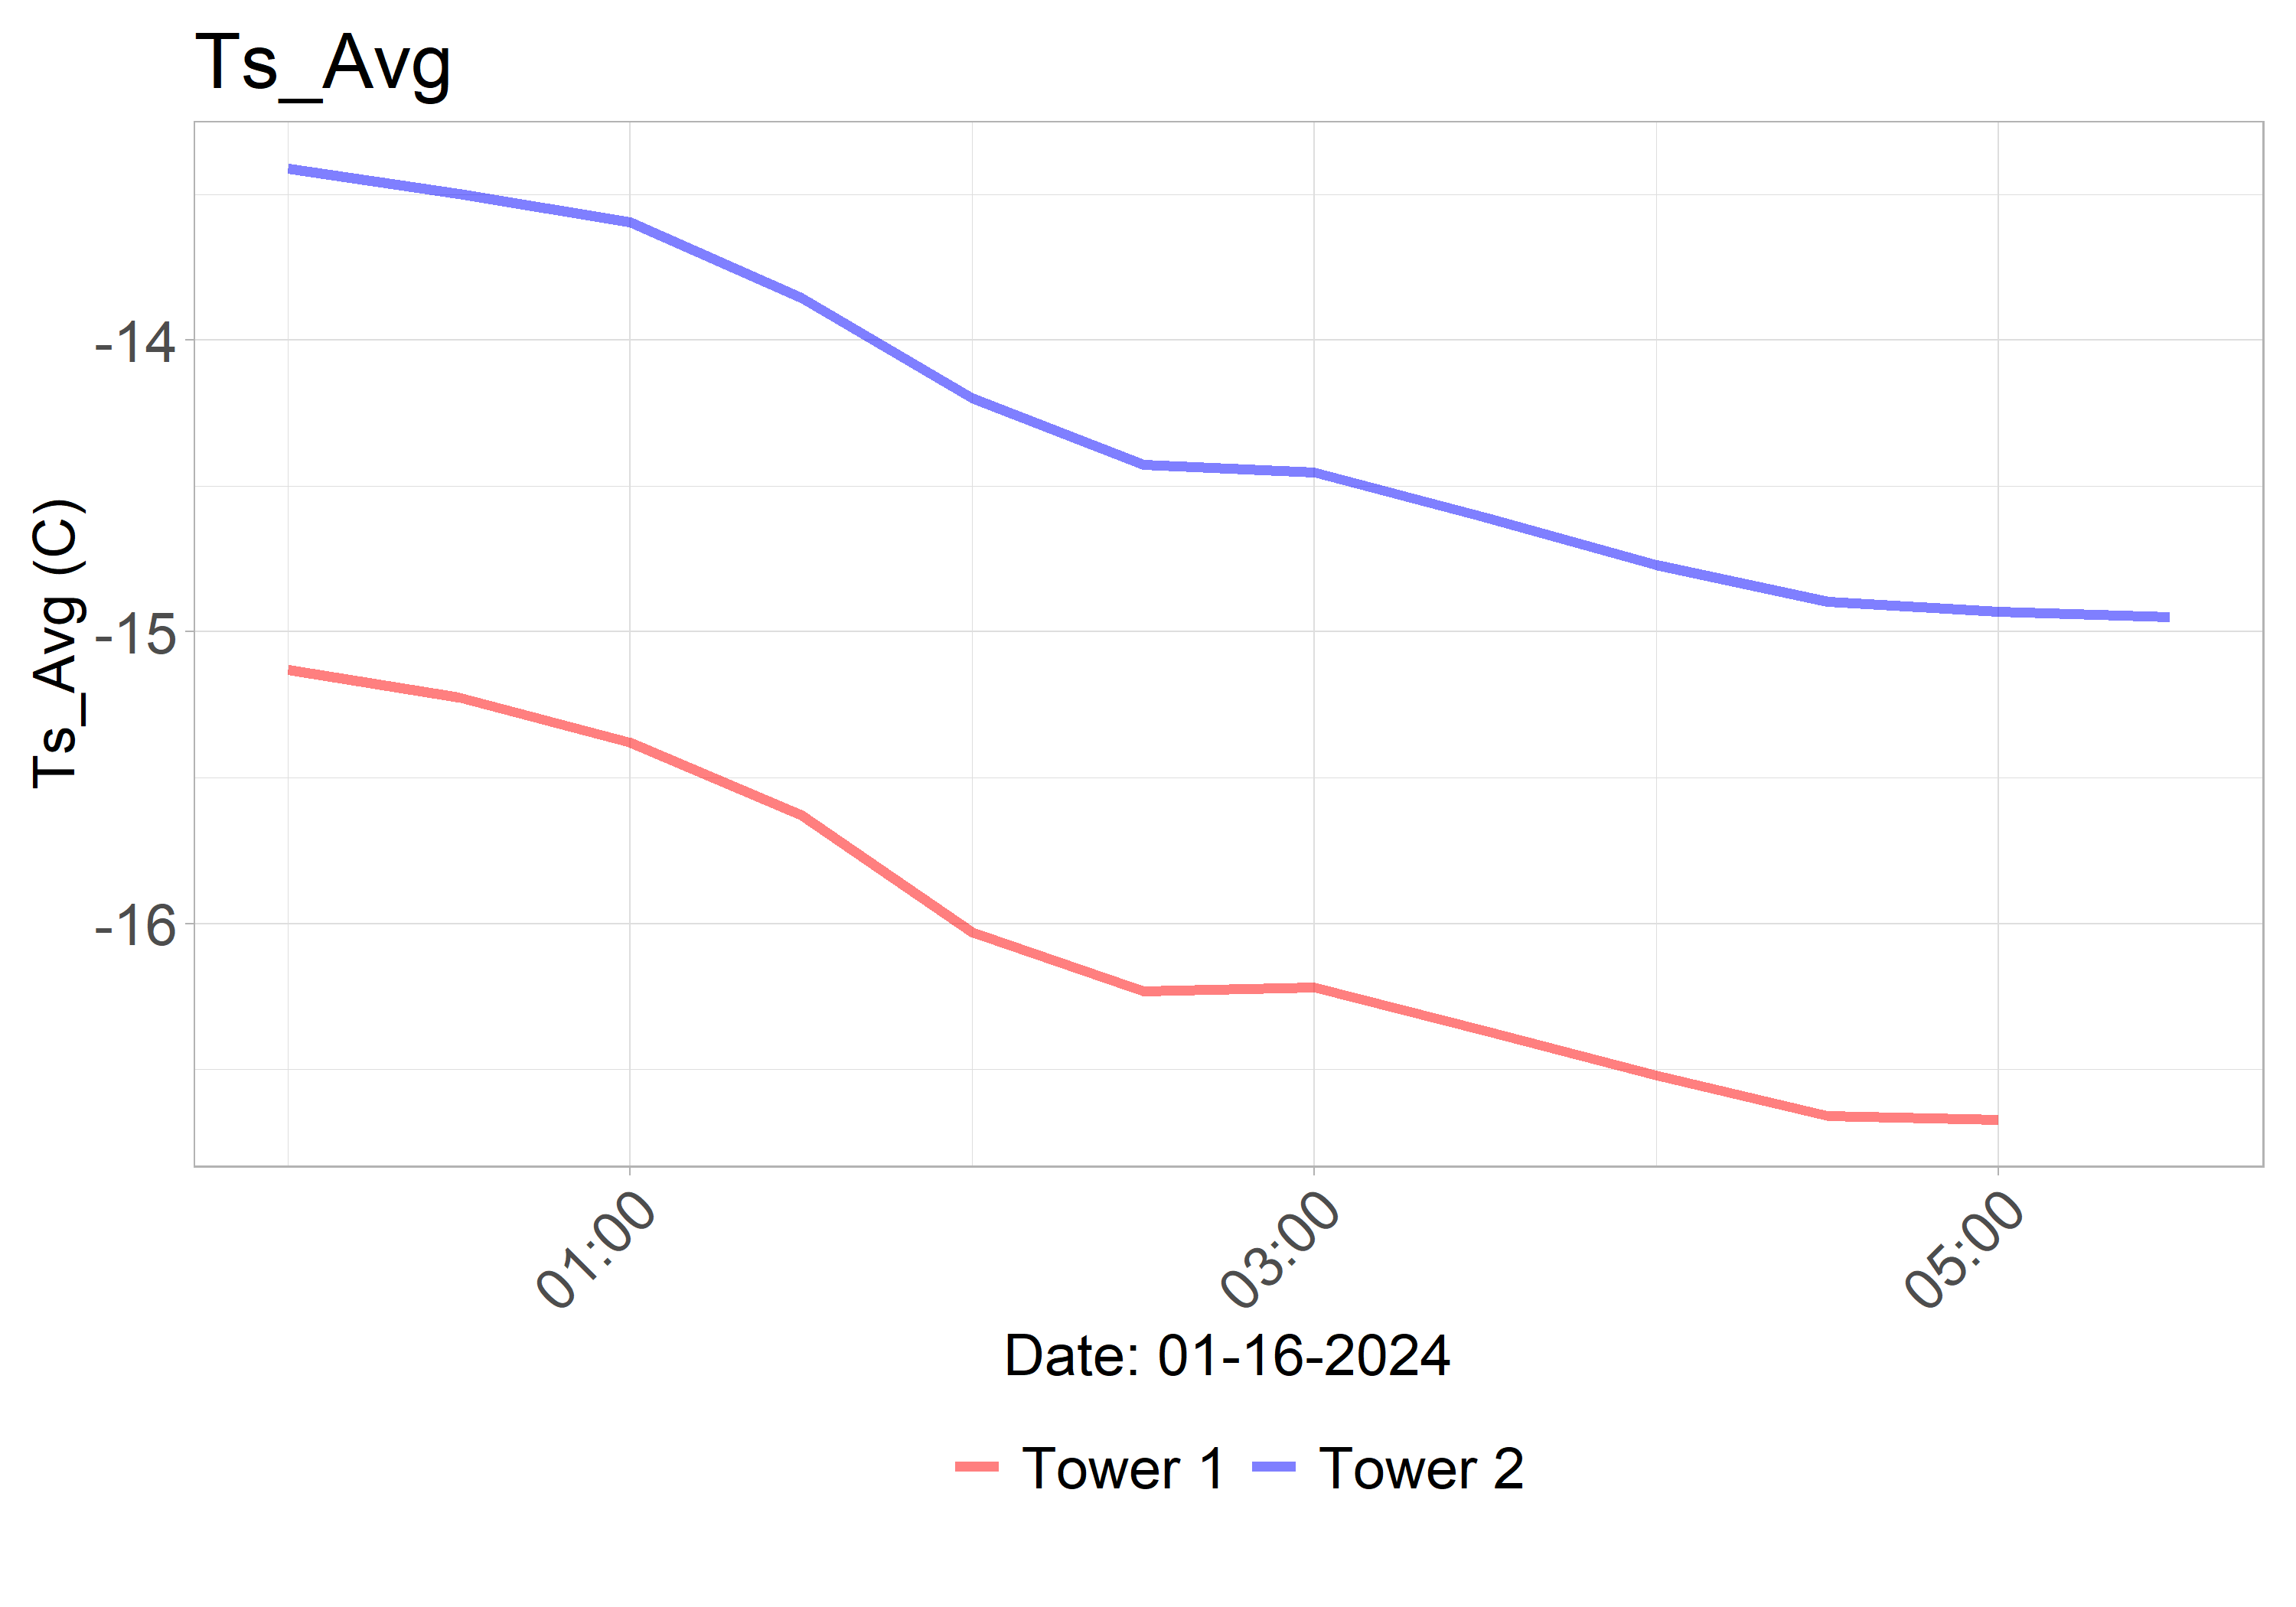 Ts_Avg
Ts_Avg (C)
-14
-15
-16
01:00
03:00
05:00
Date: 01-16-2024
Tower 1
Tower 2